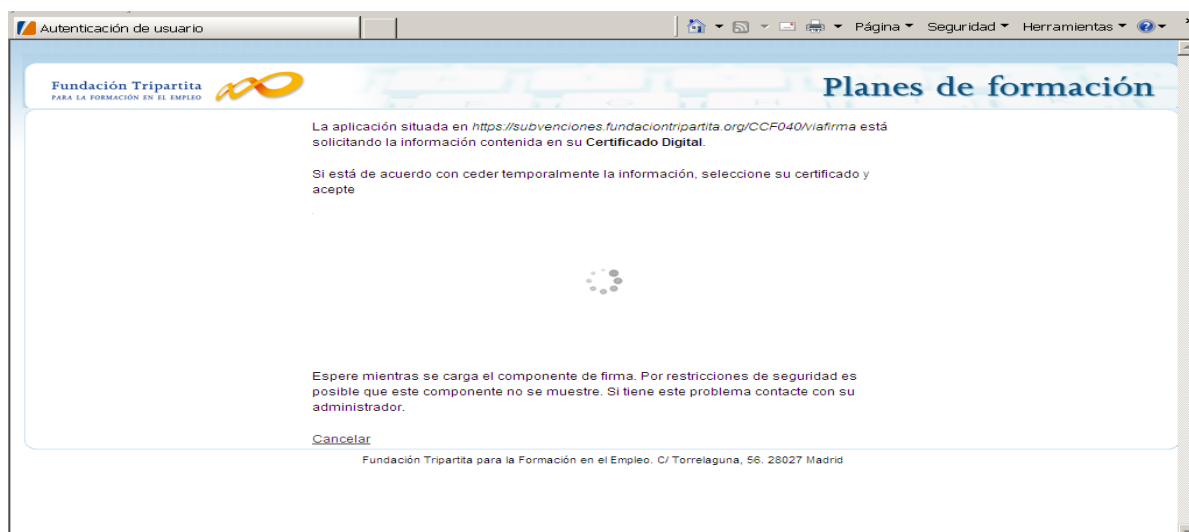 Autenticación de usuario
Página Seguridad Herramientas
Fundación Tripartita
PARA LA FORMACIÓN EN EL EMPLEO
Planes de formación
La aplicación situada en https://subvenciones.fundaciontripartita.org/CCF040/viafirma está
solicitando la información contenida en su Certificado Digital.
Si está de acuerdo con ceder temporalmente la información, seleccione su certificado y
acepte
Espere mientras se carga el componente de firma. Por restricciones de seguridad es
posible que este componente no se muestre. Si tiene este problema contacte con su
administrador.
Cancelar
Fundación Tripartita para la Formación en el Empleo. C/ Torrelaguna, 56. 28027 Madrid